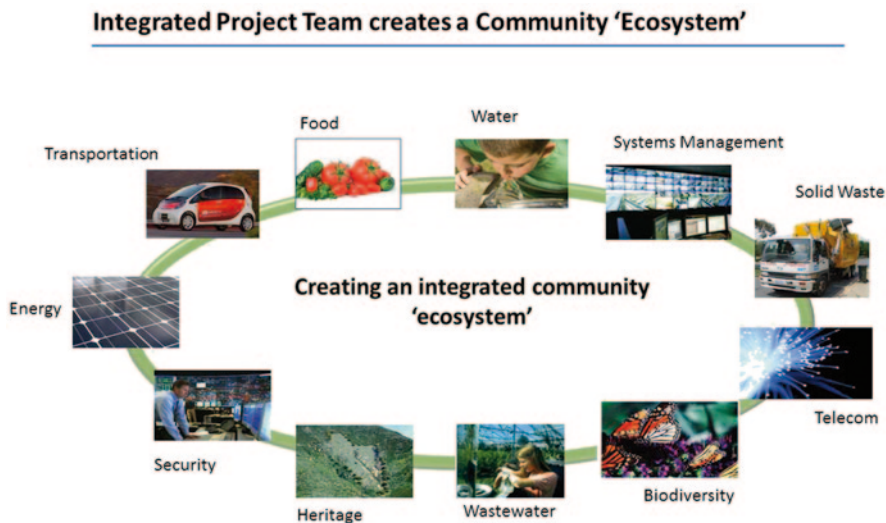 Integrated Project Team creates a Community ‘Ecosystem’
Food
Water
Transportation
Systems Management
Solid Waste
Energy
Creating an integrated community
‘ecosystem’
Telecom
Security
Biodiversity
Heritage
Wastewater